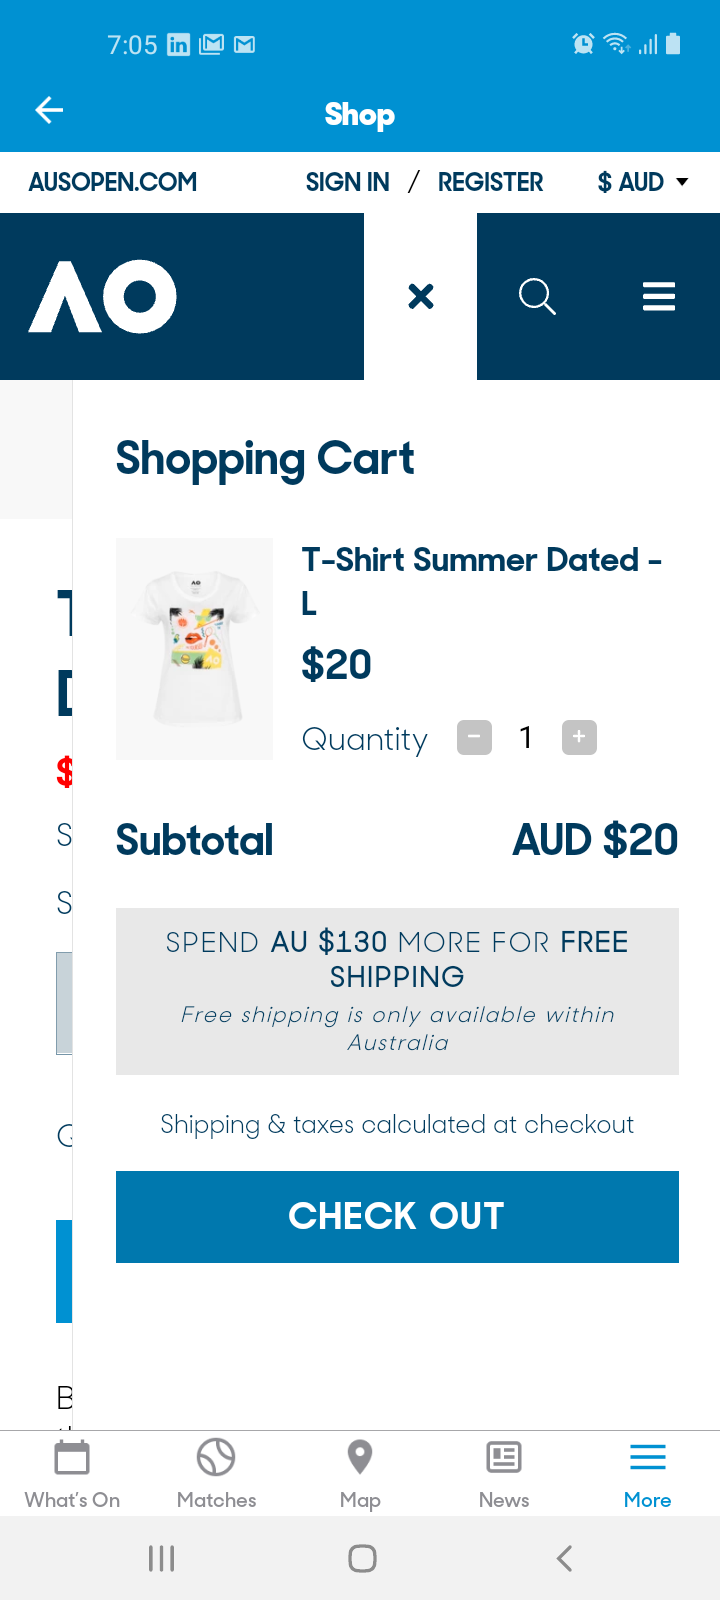 7:05
Shop
AUSOPEN.COM
SIGN IN / REGISTER
$ AUD
AO
Shopping Cart
T-Shirt Summer Dated -
L
$20
Quantity
- 1 +
Subtotal
AUD $20
SPEND AU $130 MORE FOR FREE
SHIPPING
Free shipping is only available within
Australia
Shipping & taxes calculated at checkout
CHECK OUT
$
S
S
B
What's On
Matches
Map
News
More